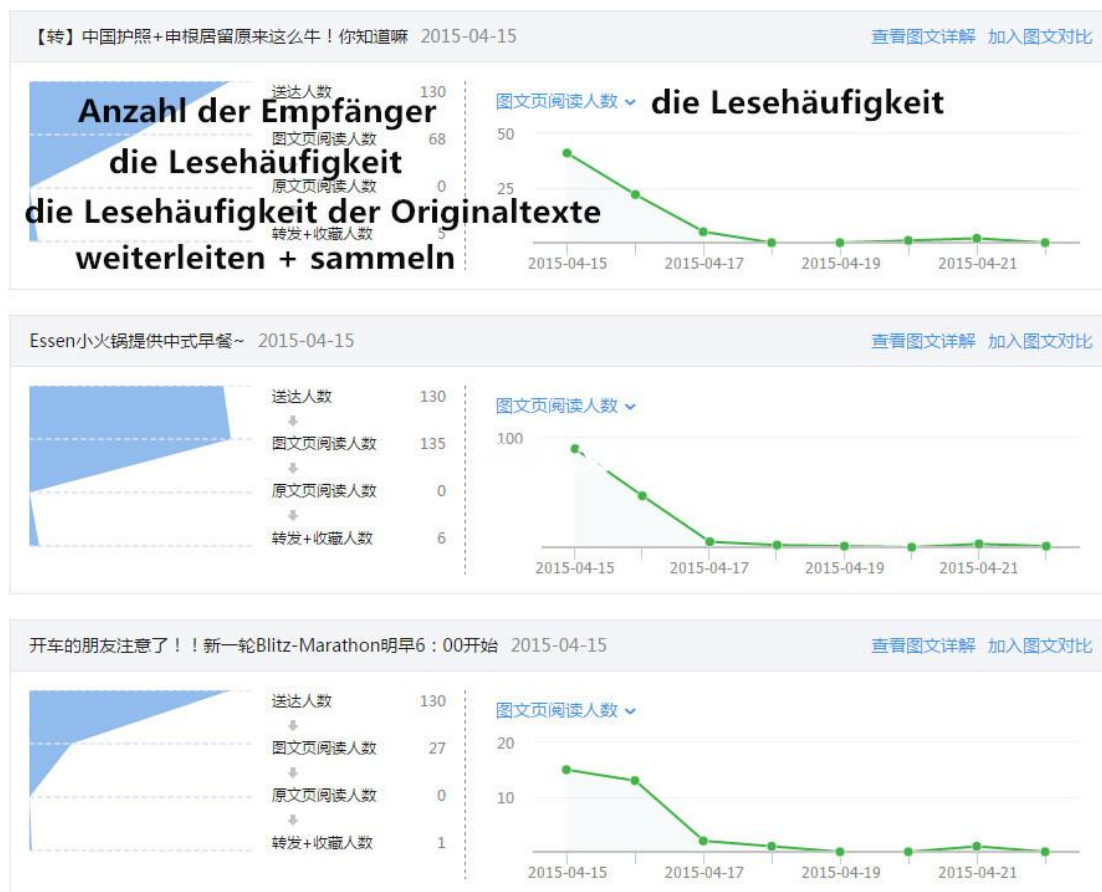 【转】中国护照+申根居留原来这么牛！你知道嘛 2015-04-15 查看图文详解 加入图文对比
送达人数 130
Anzahl der Empfänger
图文页阅读人数 68
die Lesehäufigkeit
原文页阅读人数 0
die Lesehäufigkeit der Originaltexte
转发+收藏人数 5
weiterleiten + sammeln
图文页阅读人数 die Lesehäufigkeit
50
25
2015-04-15 2015-04-17 2015-04-19 2015-04-21
Essen小火锅提供中式早餐~ 2015-04-15 查看图文详解 加入图文对比
送达人数 130
图文页阅读人数 135
原文页阅读人数 0
转发+收藏人数 6
图文页阅读人数
100
2015-04-15 2015-04-17 2015-04-19 2015-04-21
开车的朋友注意了！！新一轮Blitz-Marathon明早6：00开始 2015-04-15 查看图文详解 加入图文对比
送达人数 130
图文页阅读人数 27
原文页阅读人数 0
转发+收藏人数 1
图文页阅读人数
20
10
2015-04-15 2015-04-17 2015-04-19 2015-04-21